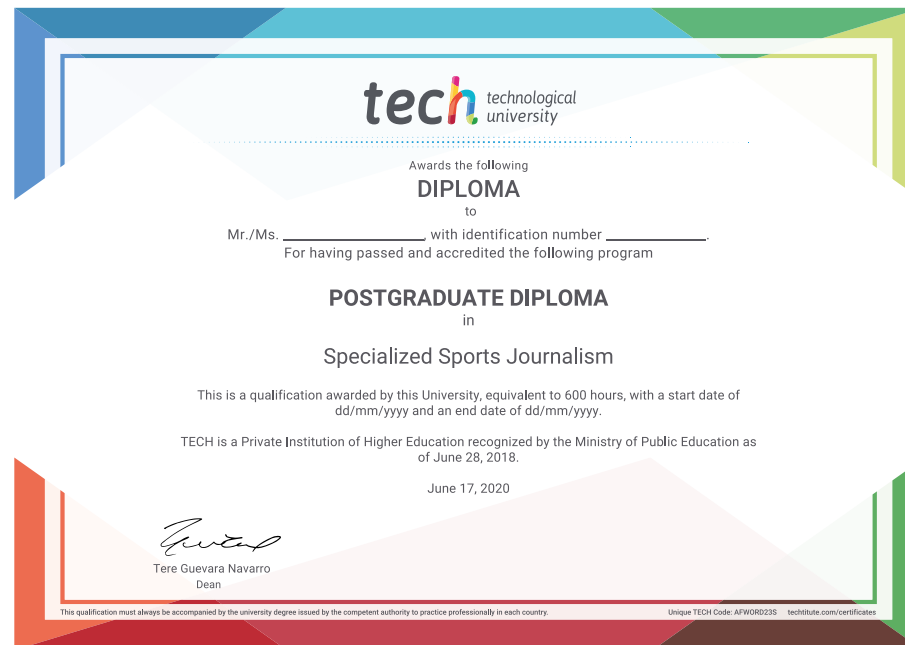 tech technological
university
Awards the following
DIPLOMA
to
Mr./Ms. ____________________, with identification number ______________.
For having passed and accredited the following program
POSTGRADUATE DIPLOMA
in
Specialized Sports Journalism
This is a qualification awarded by this University, equivalent to 600 hours, with a start date of
dd/mm/yyyy and an end date of dd/mm/yyyy.
TECH is a Private Institution of Higher Education recognized by the Ministry of Public Education as
of June 28, 2018.
June 17, 2020
Tere Guevara Navarro
Dean
This qualification must always be accompanied by the university degree issued by the competent authority to practice professionally in each country.
Unique TECH Code: AFWORD23S techtitute.com/certificates